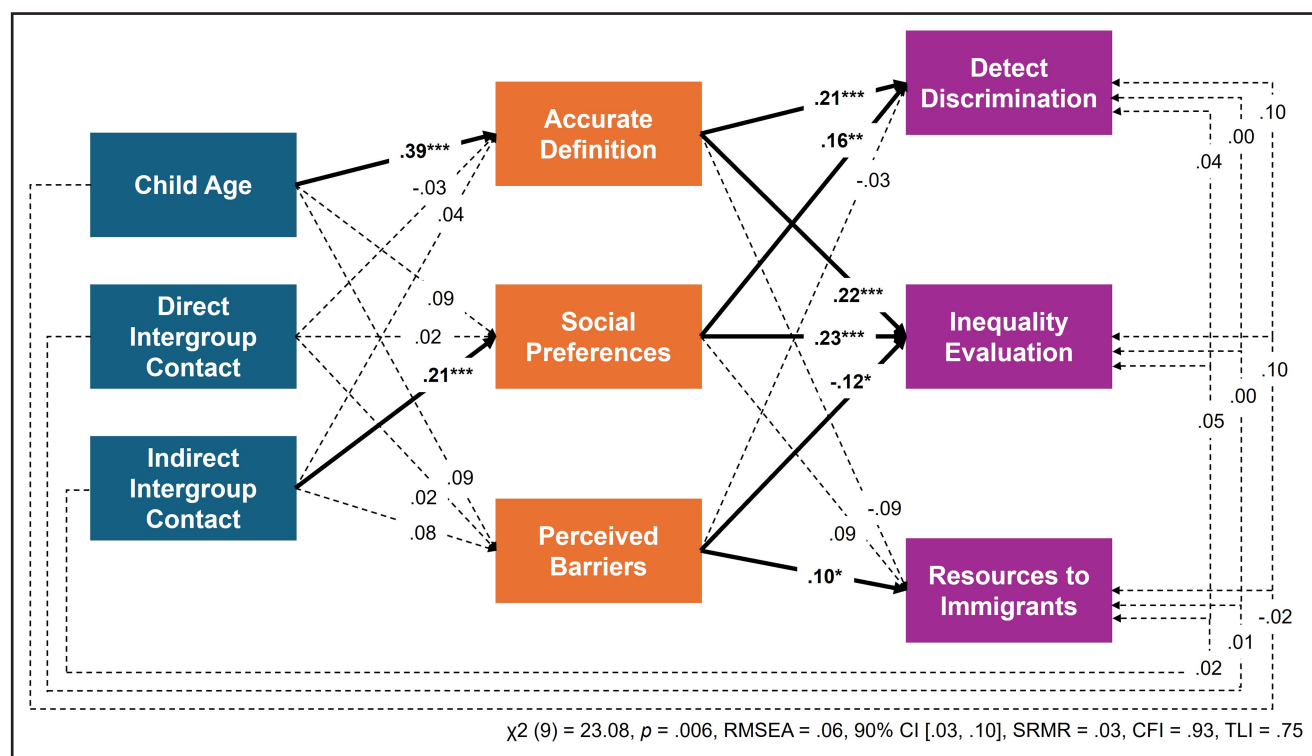 Child Age
Direct
Intergroup
Contact
Indirect
Intergroup
Contact
.39***
-.03
.04
.09
.02
.21***
.09
.02
.08
Accurate
Definition
Social
Preferences
Perceived
Barriers
.21***
.16**
-.03
.22***
.23***
-.12*
-.09
.09
.10*
Detect
Discrimination
Inequality
Evaluation
Resources to
Immigrants
.10
.00
.04
.10
.00
.05
-.02
.01
.02
χ2 (9) = 23.08, p = .006, RMSEA = .06, 90% CI [.03, .10], SRMR = .03, CFI = .93, TLI = .75